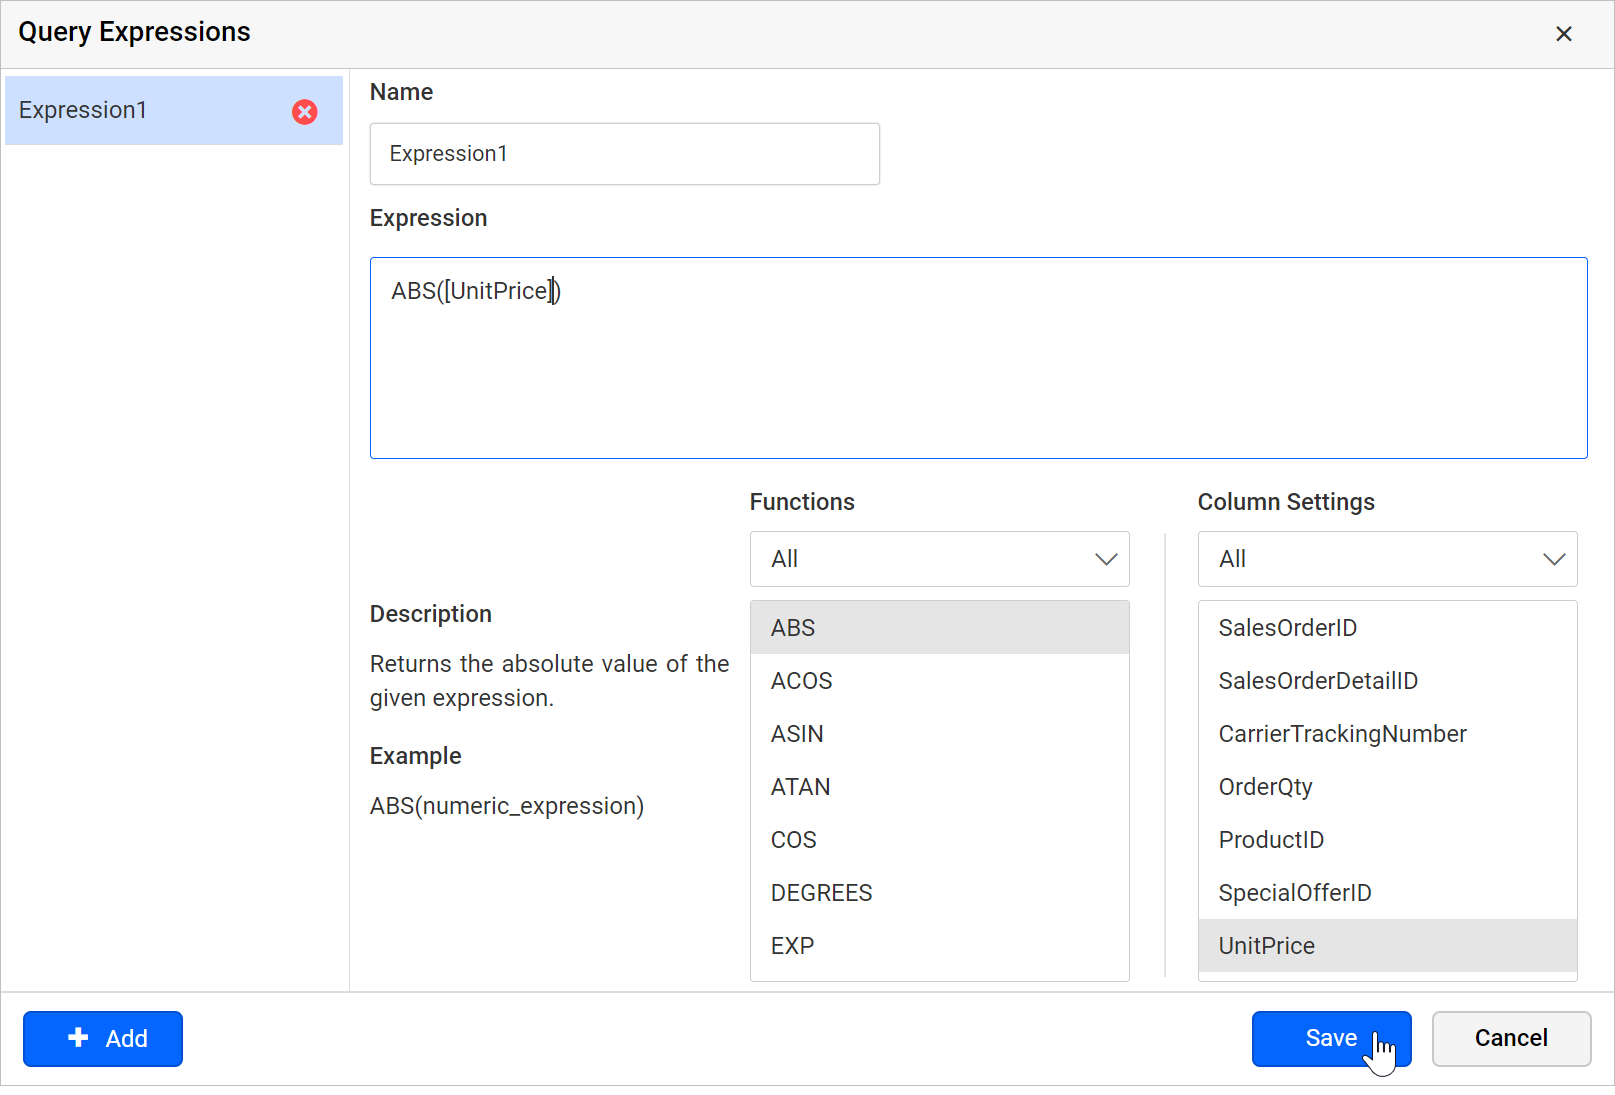 Query Expressions
Expression1
Name
Expression1
Expression
ABS([UnitPrice])
Functions
All
ABS
ACOS
ASIN
ATAN
COS
DEGREES
EXP
Column Settings
All
SalesOrderID
SalesOrderDetailID
CarrierTrackingNumber
OrderQty
ProductID
SpecialOfferID
UnitPrice
Description
Returns the absolute value of the
given expression.
Example
ABS(numeric_expression)
Add
Save
Cancel